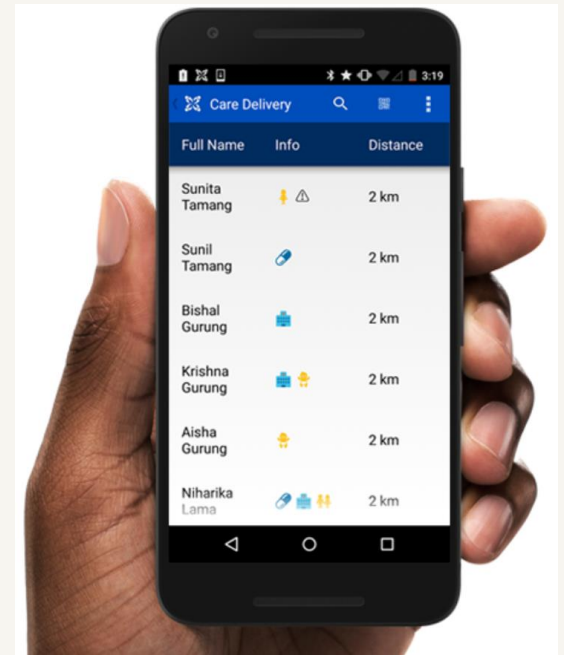 3:19
Care Delivery
Full Name Info Distance
Sunita
Tamang
2 km
Sunil
Tamang
2 km
Bishal
Gurung
2 km
Krishna
Gurung
2 km
Aisha
Gurung
2 km
Niharika
Lama
2 km